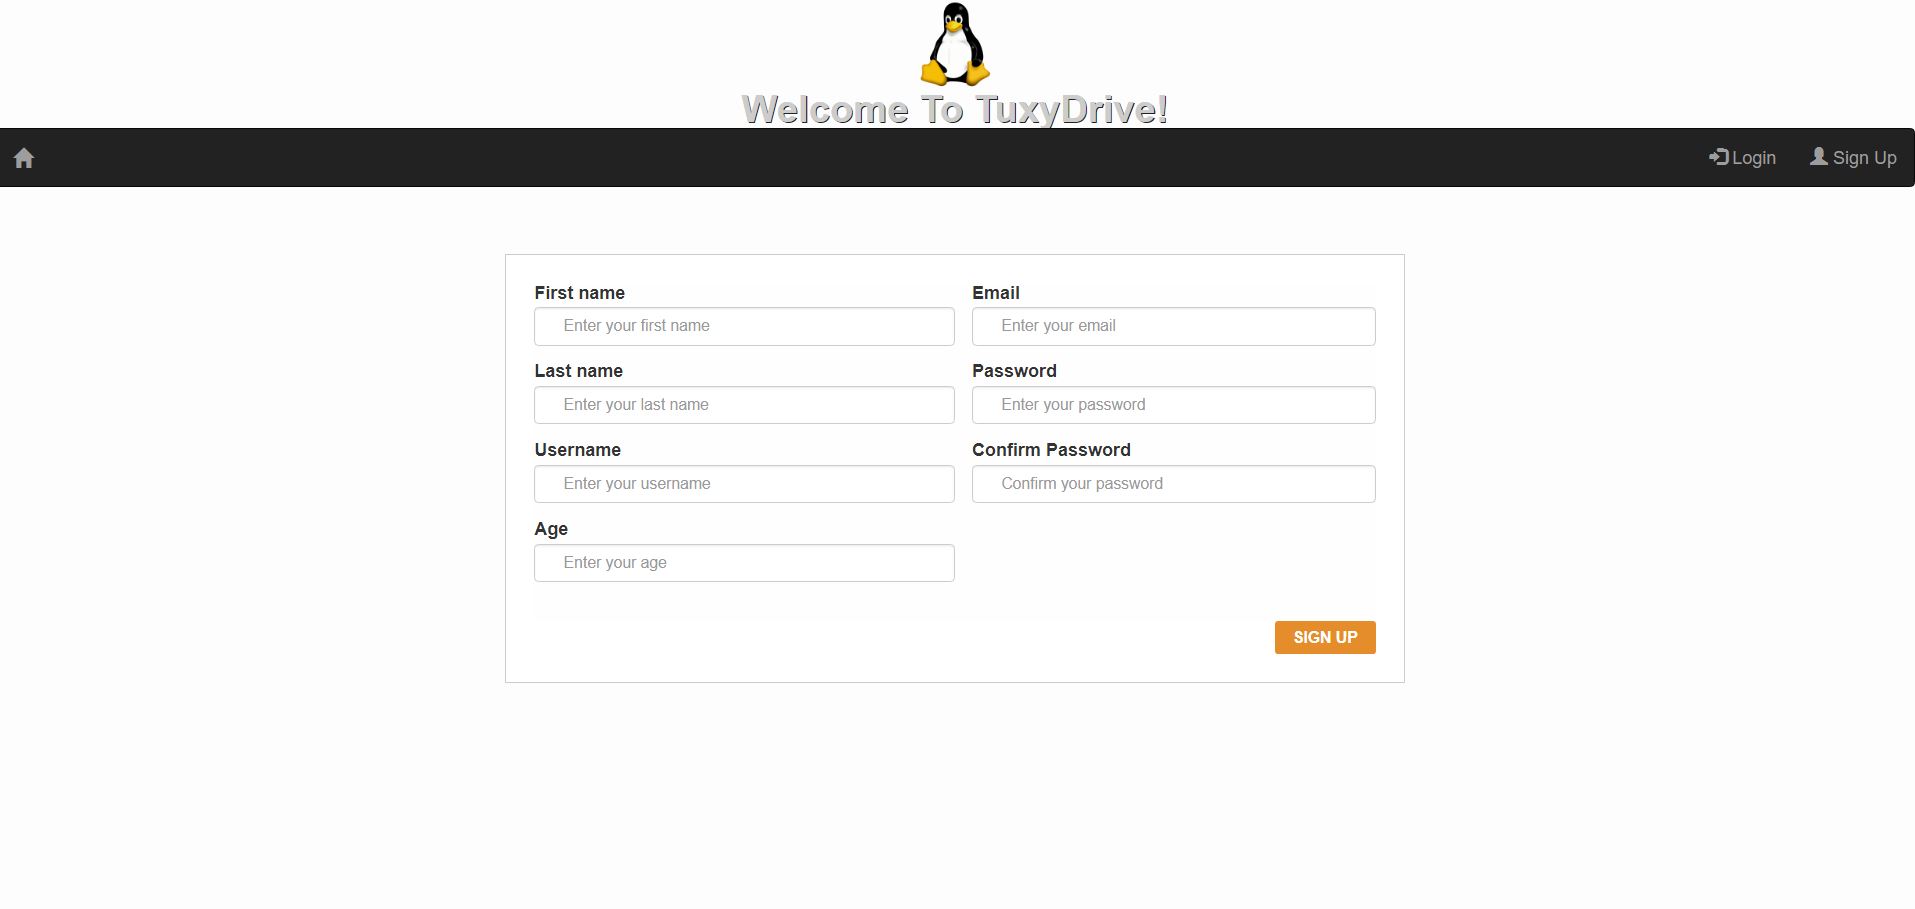 Welcome To TuxyDrive!
Login Sign Up
First name
Enter your first name
Last name
Enter your last name
Username
Enter your username
Age
Enter your age
Email
Enter your email
Password
Enter your password
Confirm Password
Confirm your password
SIGN UP